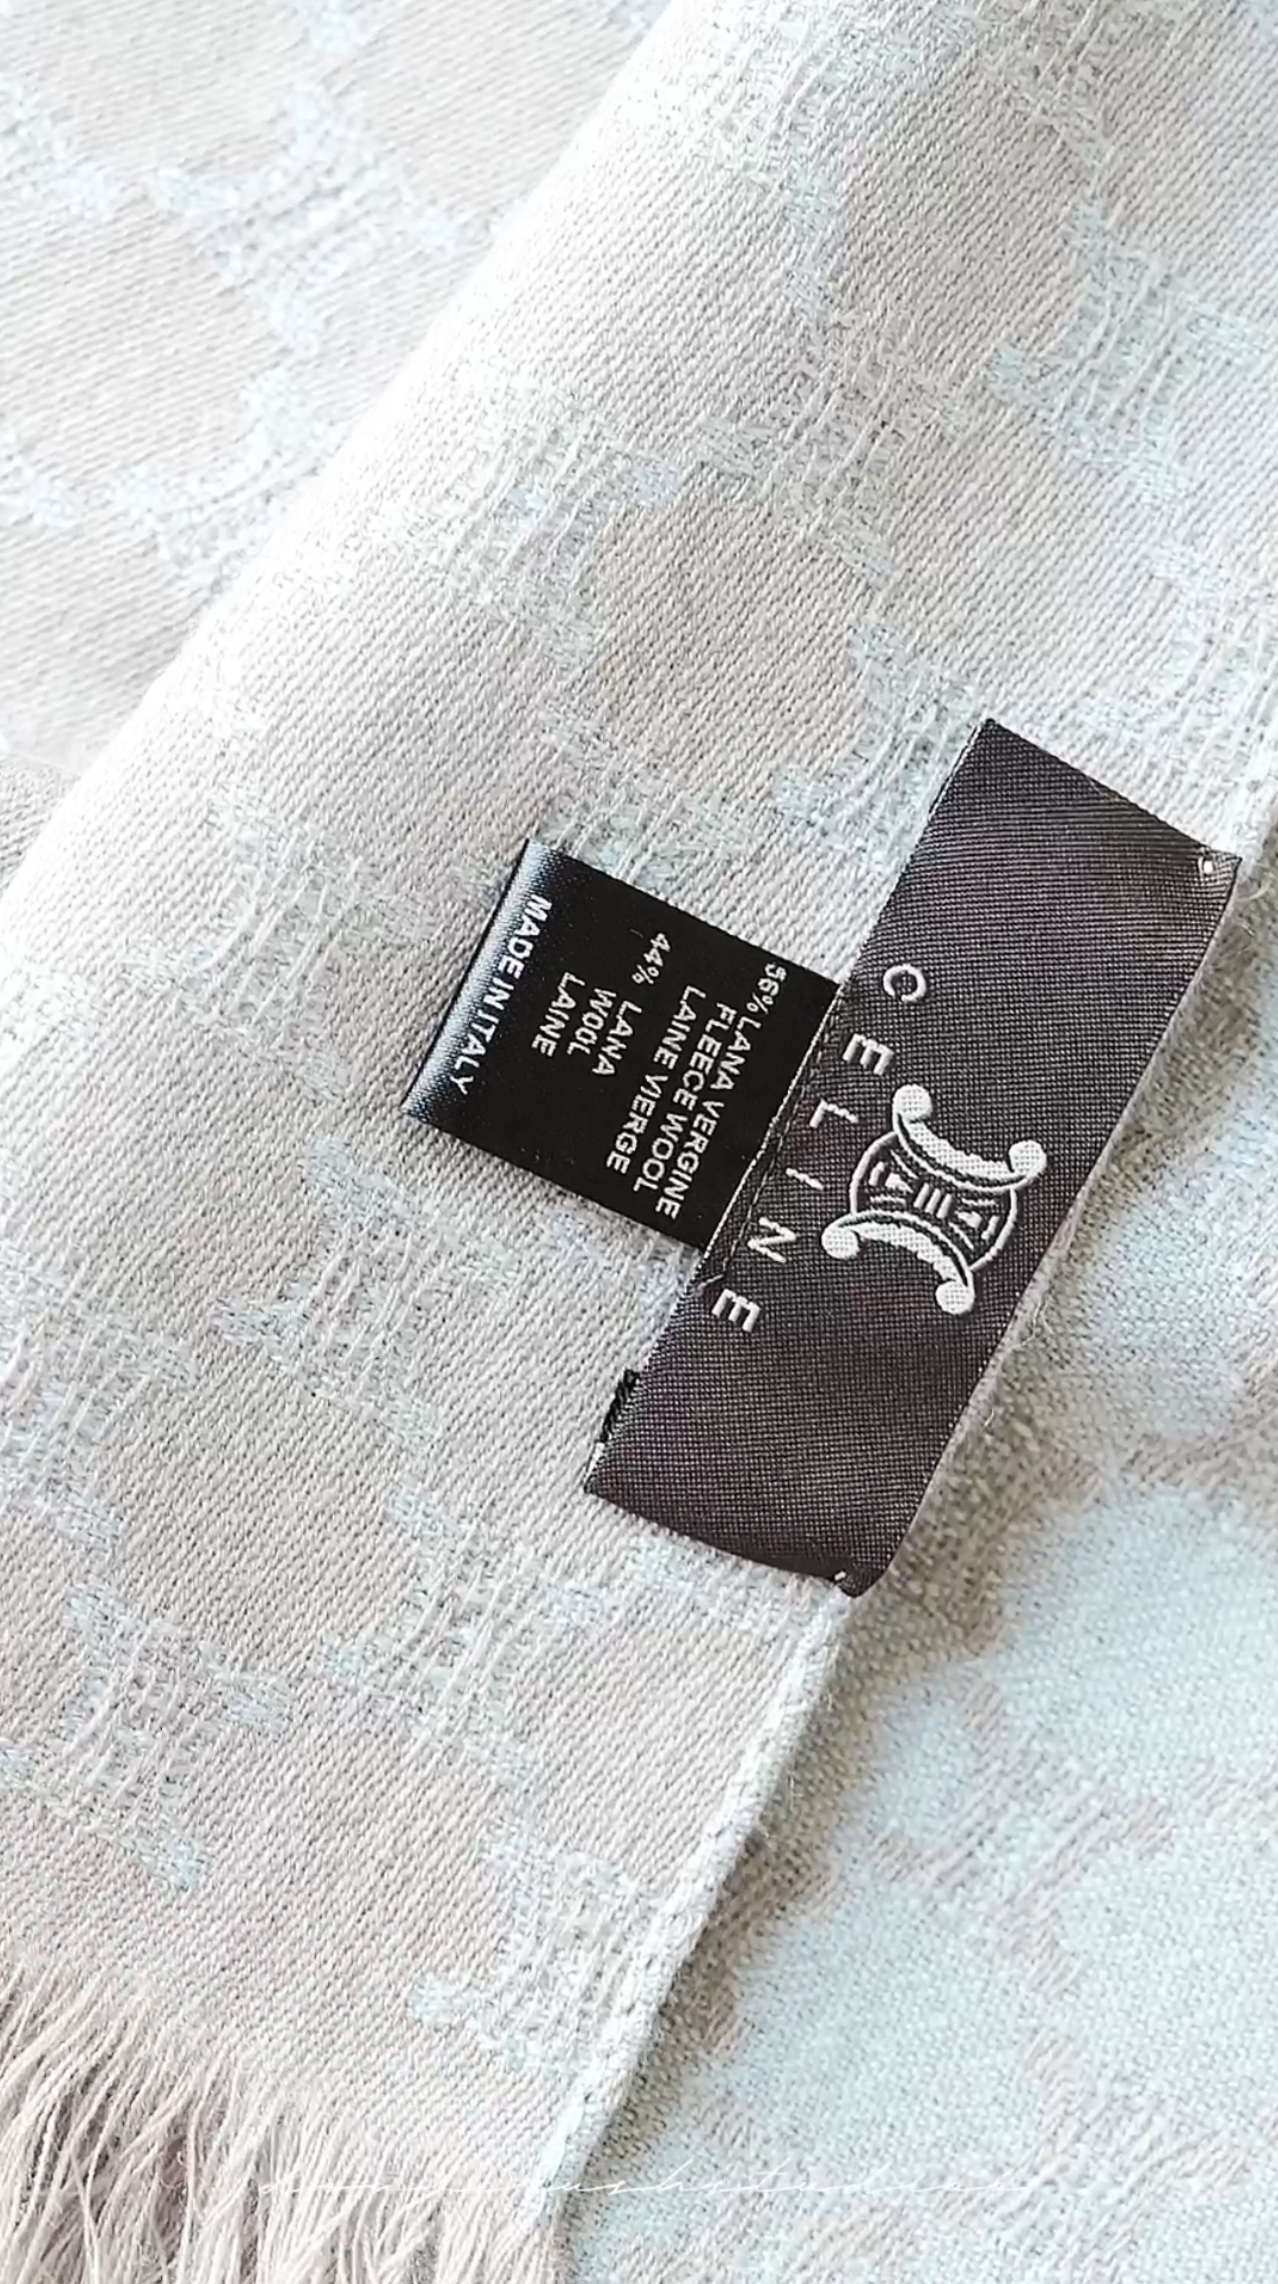 CELINE
56% LANA VERGINE
FLEECE WOOL
LAINE VIERGE
44% LANA
WOOL
LAINE
MADE IN ITALY